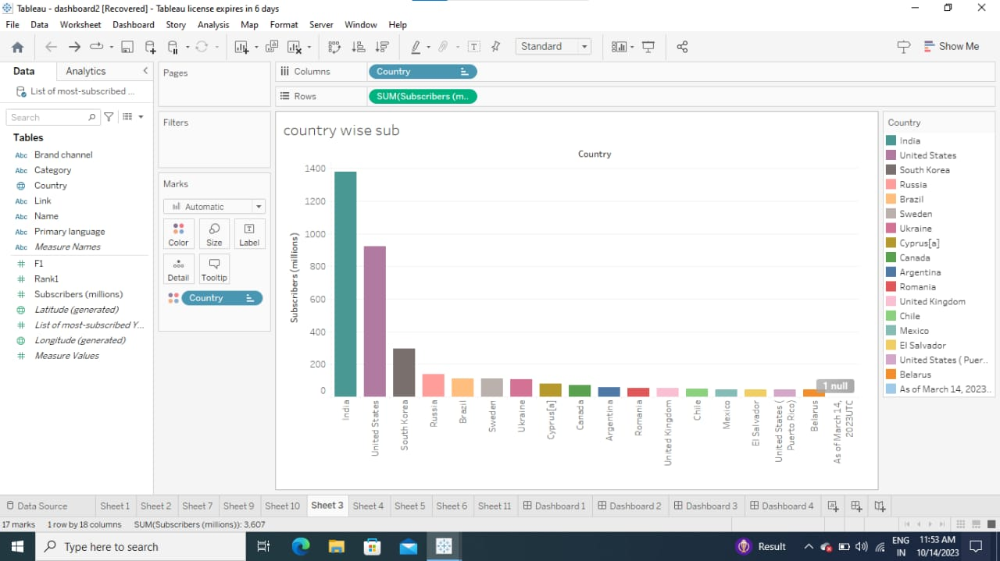 Tableau - dashboard2 [Recovered] - Tableau license expires in 6 days
File Data Worksheet Dashboard Story Analysis Map Format Server Window Help
Standard
Show Me
Data Analytics
List of most-subscribed ...
Search
Tables
Abc Brand channel
Abc Category
Country
Abc Link
Abc Name
Abc Primary language
Abc Measure Names
# F1
# Rank1
# Subscribers (millions)
Latitude (generated)
# List of most-subscribed Y...
Longitude (generated)
# Measure Values
Pages
Filters
Marks
Automatic
Color Size Label
Detail Tooltip
Country
Columns Country
Rows SUM(Subscribers (m..
country wise sub
Country
Subscribers (millions)
1400
1200
1000
800
600
400
200
0
1 null
India
United States
South Korea
Russia
Brazil
Sweden
Ukraine
Cyprus[a]
Canada
Argentina
Romania
United Kingdom
Chile
Mexico
El Salvador
United States (
Puerto Rico)
Belarus
As of March 14,
2023UTC
Country
India
United States
South Korea
Russia
Brazil
Sweden
Ukraine
Cyprus[a]
Canada
Argentina
Romania
United Kingdom
Chile
Mexico
El Salvador
United States ( Puer..
Belarus
As of March 14, 2023..
Data Source Sheet 1 Sheet 2 Sheet 7 Sheet 9 Sheet 10 Sheet 3 Sheet 4 Sheet 5 Sheet 6 Sheet 11 Dashboard 1 Dashboard 2 Dashboard 3 Dashboard 4
17 marks 1 row by 18 columns SUM(Subscribers (millions)): 3,607
Type here to search
Result
ENG
IN
11:53 AM
10/14/2023